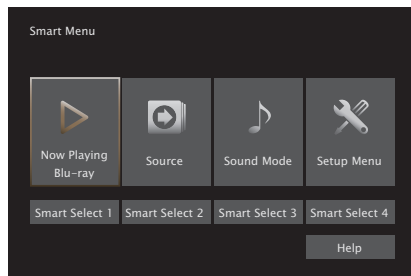 Smart Menu
Now Playing
Blu-ray
Source
Sound Mode
Setup Menu
Smart Select 1
Smart Select 2
Smart Select 3
Smart Select 4
Help